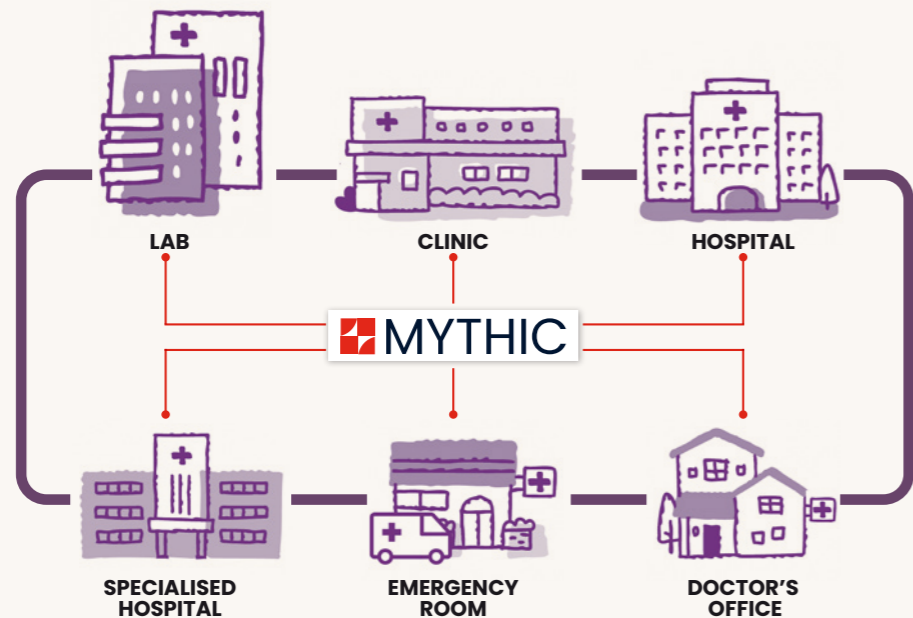 LAB
CLINIC
HOSPITAL
MYTHIC
SPECIALISED
HOSPITAL
EMERGENCY
ROOM
DOCTOR'S
OFFICE